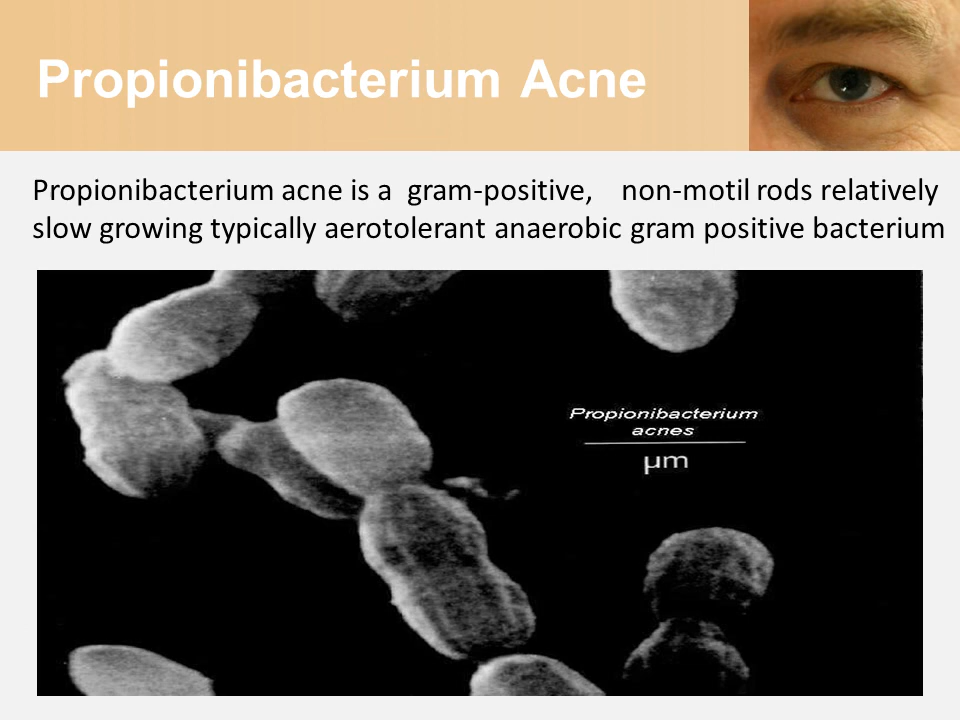 Propionibacterium Acne
Propionibacterium acne is a  gram-positive,    non-motil rods relatively
slow growing typically aerotolerant anaerobic gram positive bacterium
Propionibacterium
acnes
µm